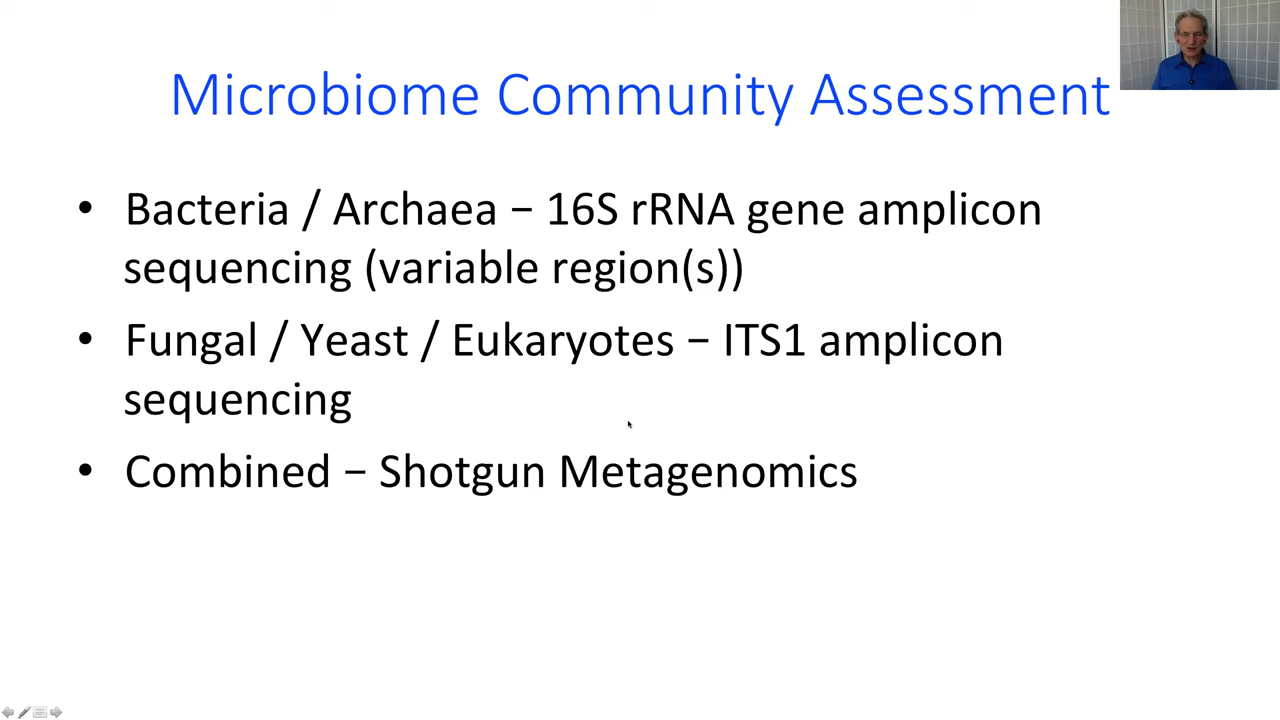 Microbiome Community Assessment
• Bacteria / Archaea − 16S rRNA gene amplicon
sequencing (variable region(s))
• Fungal / Yeast / Eukaryotes − ITS1 amplicon
sequencing
• Combined − Shotgun Metagenomics